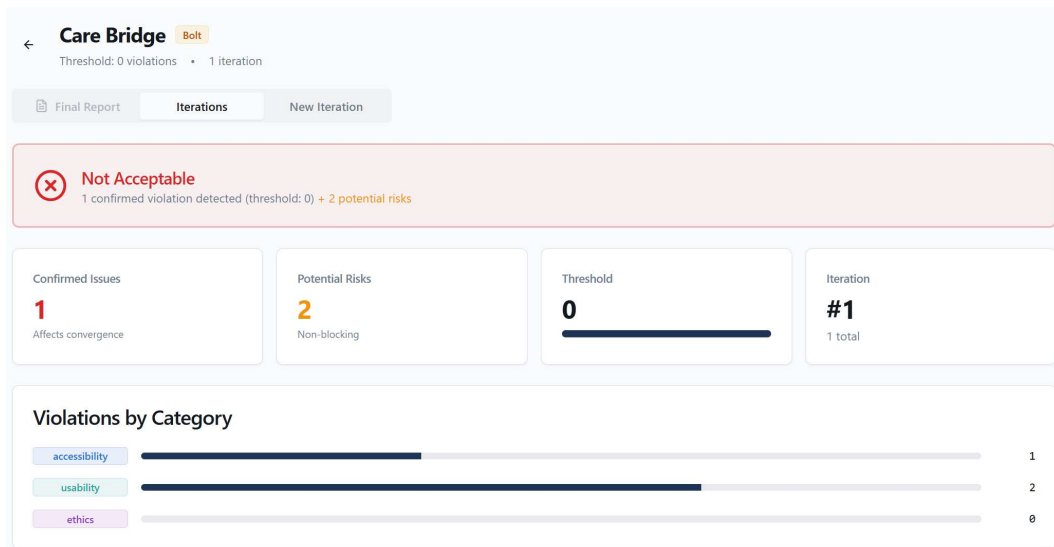 Care Bridge Bolt
Threshold: 0 violations • 1 iteration
Final Report Iterations New Iteration
Not Acceptable
1 confirmed violation detected (threshold: 0) + 2 potential risks
Confirmed Issues
1
Affects convergence
Potential Risks
2
Non-blocking
Threshold
0
Iteration
#1
1 total
Violations by Category
accessibility 1
usability 2
ethics 0